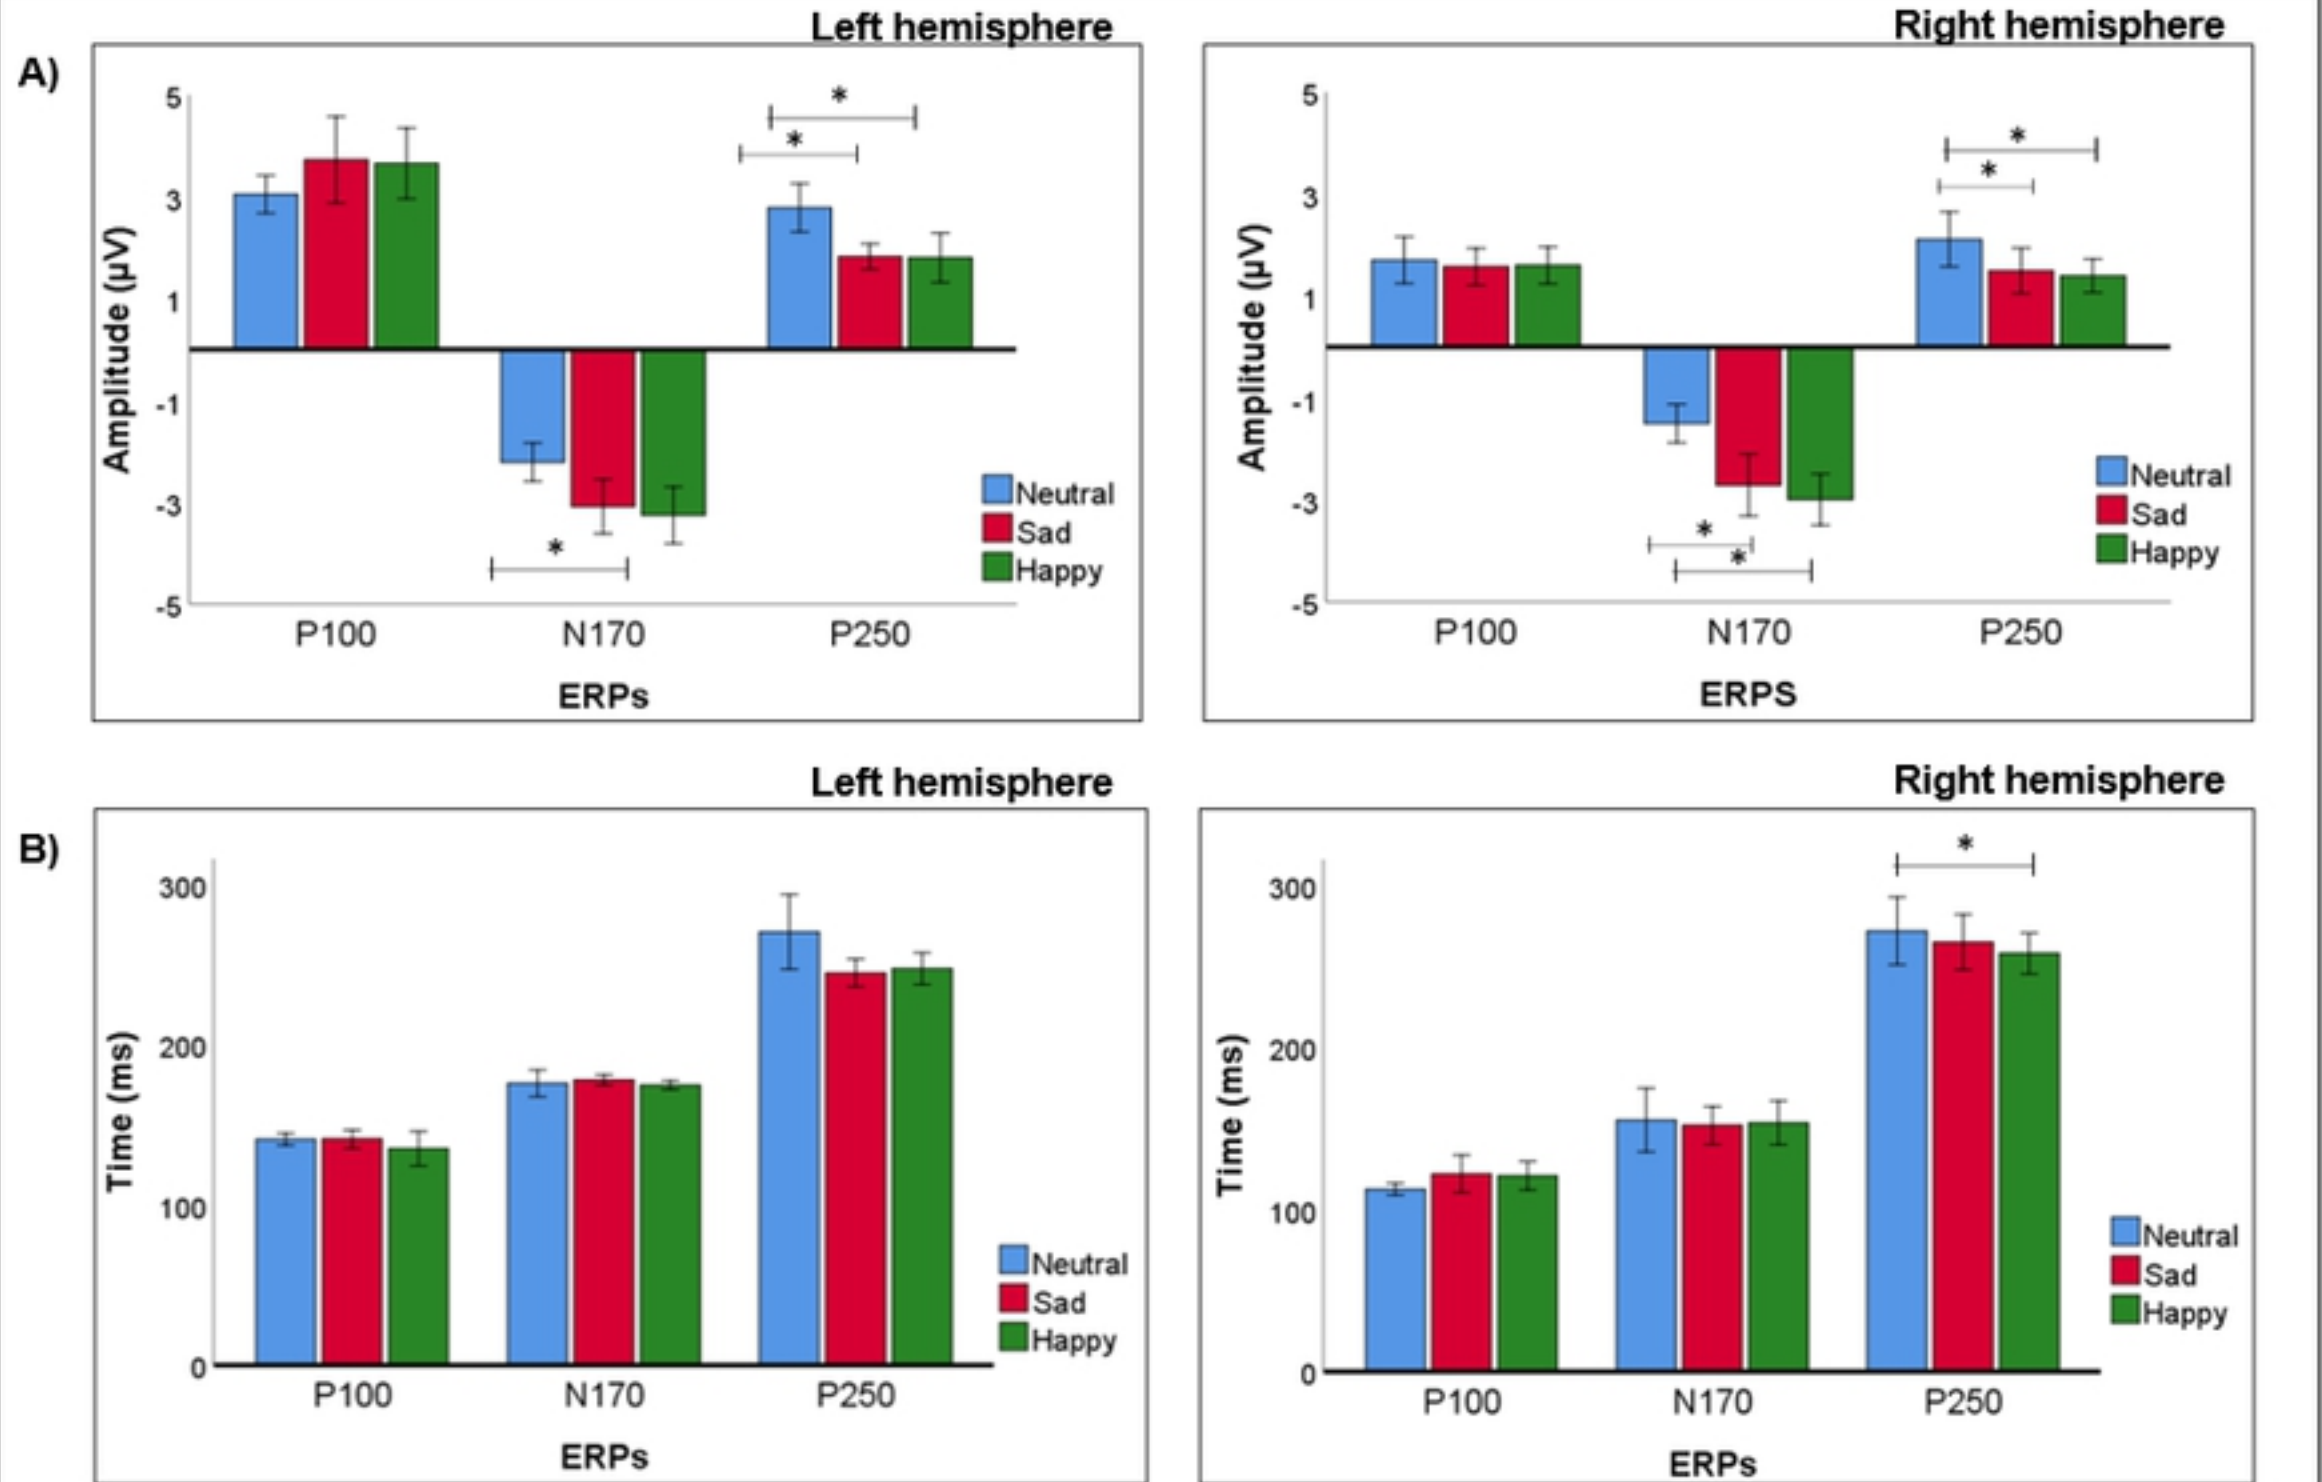 Left hemisphere
A)
5
3
1
-1
-3
-5
Amplitude (µV)
*
*
*
Neutral
Sad
Happy
P100 N170 P250
ERPs
Right hemisphere
5
3
1
-1
-3
-5
Amplitude (µV)
*
*
*
*
Neutral
Sad
Happy
P100 N170 P250
ERPS
Left hemisphere
B)
300
200
100
0
Time (ms)
Neutral
Sad
Happy
P100 N170 P250
ERPs
Right hemisphere
*
300
200
100
0
Time (ms)
Neutral
Sad
Happy
P100 N170 P250
ERPs